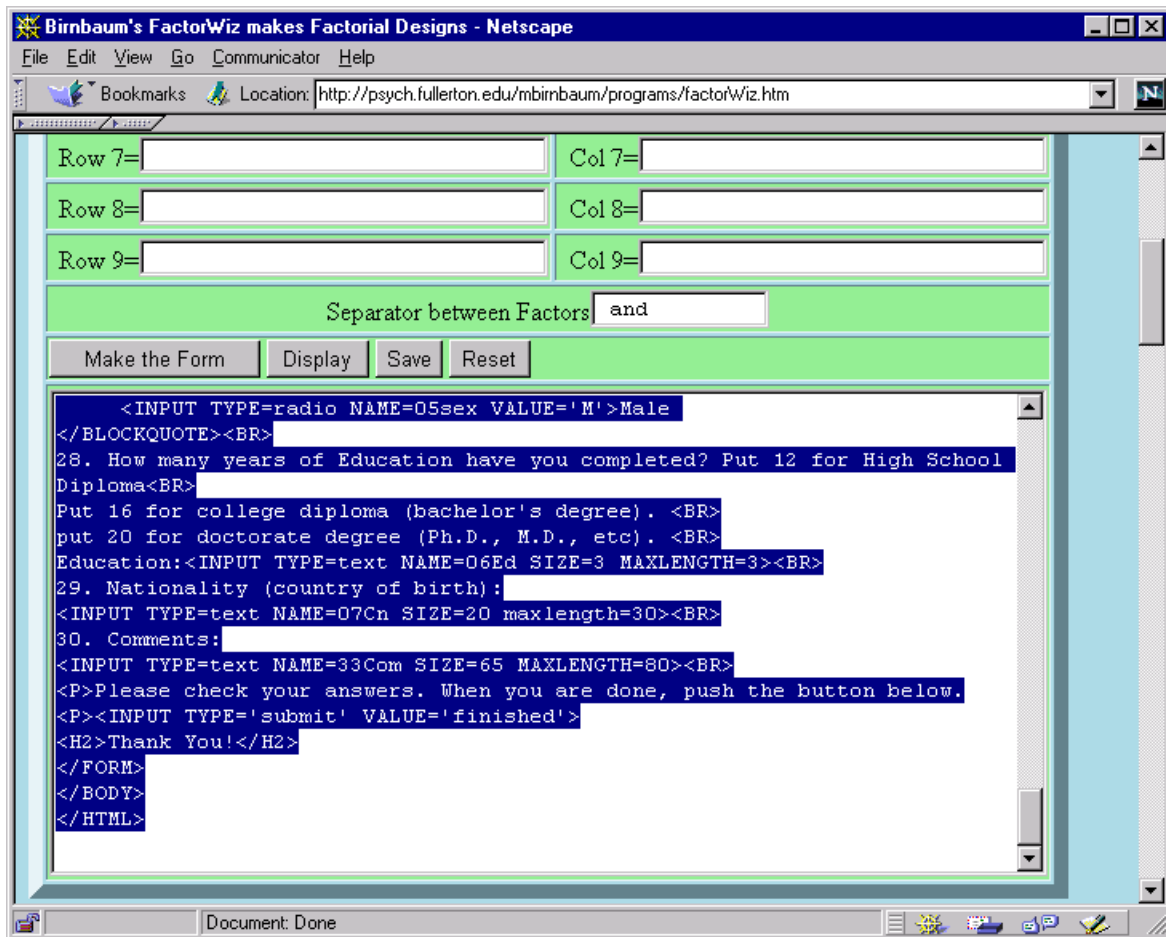 Birnbaum's FactorWiz makes Factorial Designs - Netscape
File Edit View Go Communicator Help
Bookmarks Location: http://psych.fullerton.edu/mbirnbaum/programs/factorWiz.htm N
Row 7= Col 7=
Row 8= Col 8=
Row 9= Col 9=
Separator between Factors and
Make the Form Display Save Reset
<INPUT TYPE=radio NAME=05sex VALUE='M'>Male
</BLOCKQUOTE><BR>
28. How many years of Education have you completed? Put 12 for High School
Diploma<BR>
Put 16 for college diploma (bachelor's degree). <BR>
put 20 for doctorate degree (Ph.D., M.D., etc). <BR>
Education:<INPUT TYPE=text NAME=06Ed SIZE=3 MAXLENGTH=3><BR>
29. Nationality (country of birth):
<INPUT TYPE=text NAME=07Cn SIZE=20 maxlength=30><BR>
30. Comments:
<INPUT TYPE=text NAME=33Com SIZE=65 MAXLENGTH=80><BR>
<P>Please check your answers. When you are done, push the button below.
<P><INPUT TYPE='submit' VALUE='finished'>
<H2>Thank You!</H2>
</FORM>
</BODY>
</HTML>
Document: Done